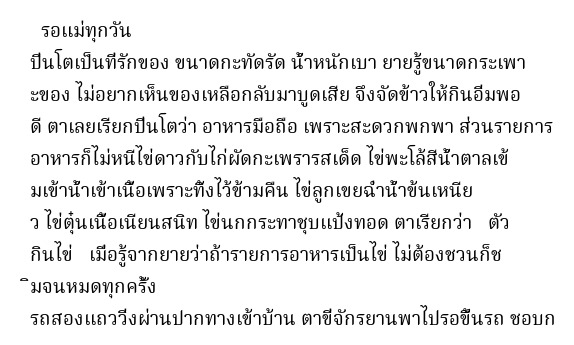 รอแม่ทุกวัน
ปิ่นโตเป็นที่รักของ ขนาดกะทัดรัด น้ำหนักเบา ยายรู้ขนาดกระเพา
ะของ ไม่อยากเห็นของเหลือกลับมาบูดเสีย จึงจัดข้าวให้กินอิ่มพอ
ดี ตาเลยเรียกปิ่นโตว่า อาหารมือถือ เพราะสะดวกพกพา ส่วนรายการ
อาหารก็ไม่หนีไข่ดาวกับไก่ผัดกะเพรารสเด็ด ไข่พะโล้สีน้ำตาลเข้
มเข้าน้ำเข้าเนื้อเพราะทิ้งไว้ข้ามคืน ไข่ลูกเขยฉ่ำน้ำข้นเหนีย
ว ไข่ตุ๋นเนื้อเนียนสนิท ไข่นกกระทาชุบแป้งทอด ตาเรียกว่า ตัว
กินไข่ เมื่อรู้จากยายว่าถ้ารายการอาหารเป็นไข่ ไม่ต้องชวนก็ช
ิมจนหมดทุกครั้ง
รถสองแถววิ่งผ่านปากทางเข้าบ้าน ตาขี่จักรยานพาไปรอขึ้นรถ ชอบก